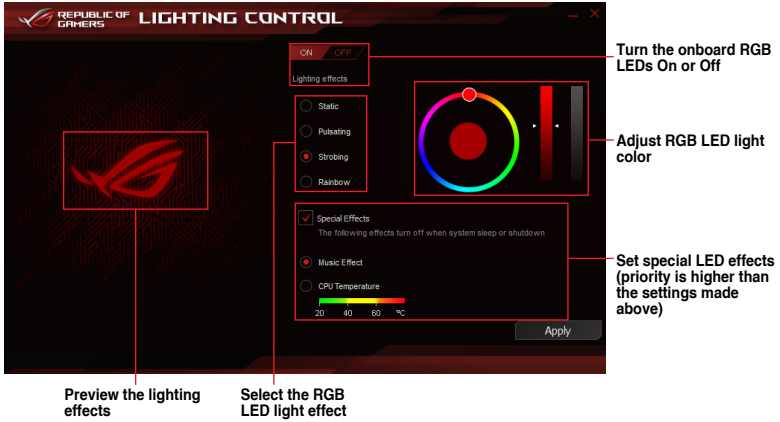 REPUBLIC OF
GAMERS
LIGHTING CONTROL
ON OFF
Lighting effects
Static
Pulsating
Strobing
Rainbow
Special Effects
The following effects turn off when system sleep or shutdown
Music Effect
CPU Temperature
20 40 60 ºC
Apply
Turn the onboard RGB
LEDs On or Off
Adjust RGB LED light
color
Set special LED effects
(priority is higher than
the settings made
above)
Preview the lighting
effects
Select the RGB
LED light effect